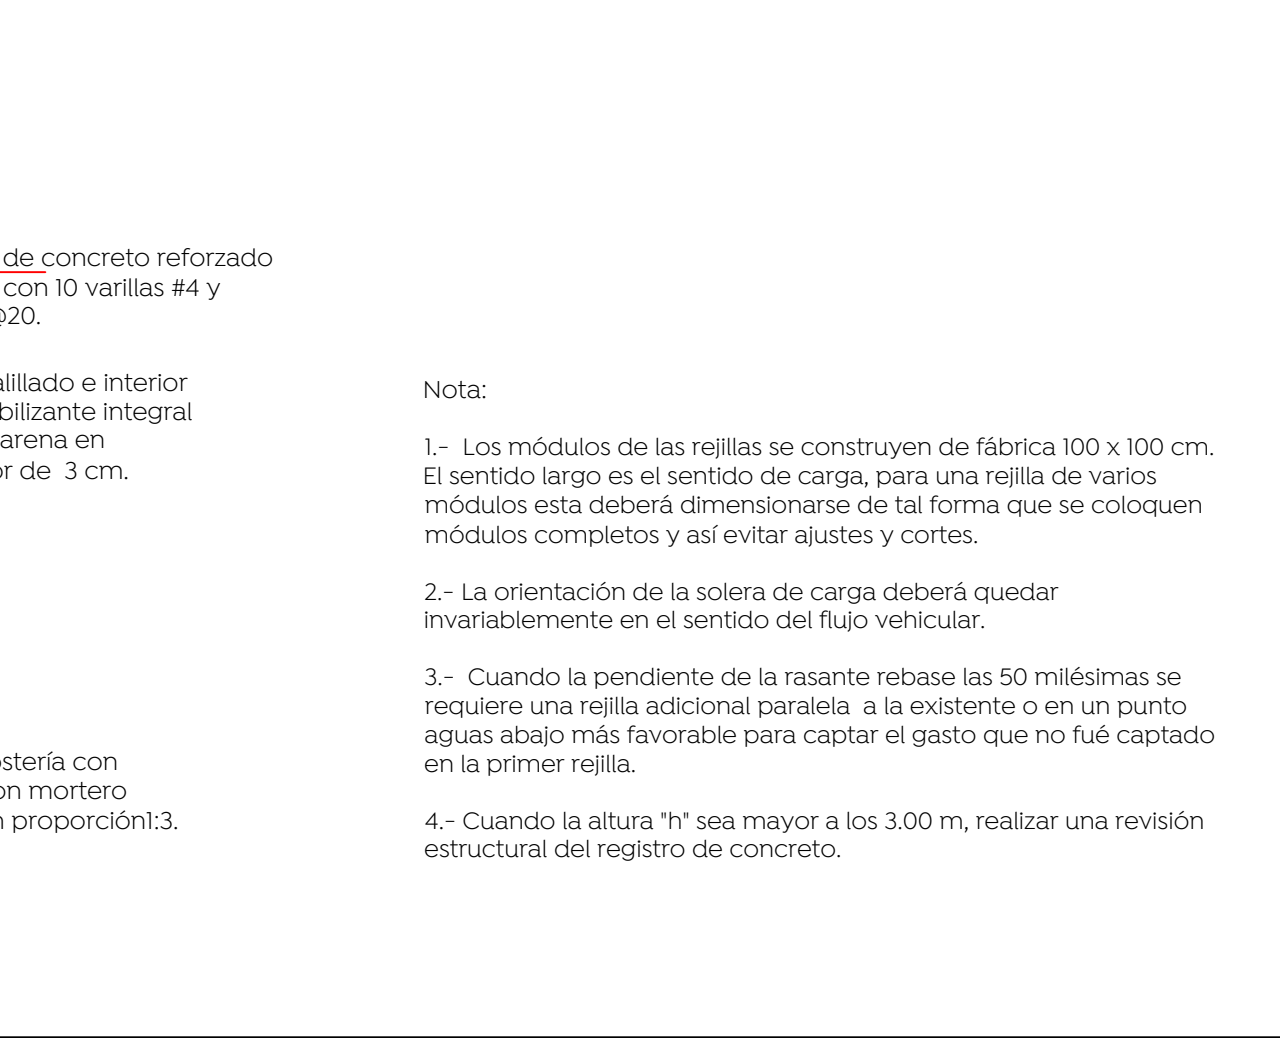 de concreto reforzado
con 10 varillas #4 y
@20.
e interior
integral
arena en
de  3 cm.
con
mortero
proporción1:3.
Nota:
1.-  Los módulos de las rejillas se construyen de fábrica 100 x 100 cm.
El sentido largo es el sentido de carga, para una rejilla de varios
módulos esta deberá dimensionarse de tal forma que se coloquen
módulos completos y así evitar ajustes y cortes.
2.- La orientación de la solera de carga deberá quedar
invariablemente en el sentido del flujo vehicular.
3.-  Cuando la pendiente de la rasante rebase las 50 milésimas se
requiere una rejilla adicional paralela  a la existente o en un punto
aguas abajo más favorable para captar el gasto que no fué captado
en la primer rejilla.
4.- Cuando la altura "h" sea mayor a los 3.00 m, realizar una revisión
estructural del registro de concreto.